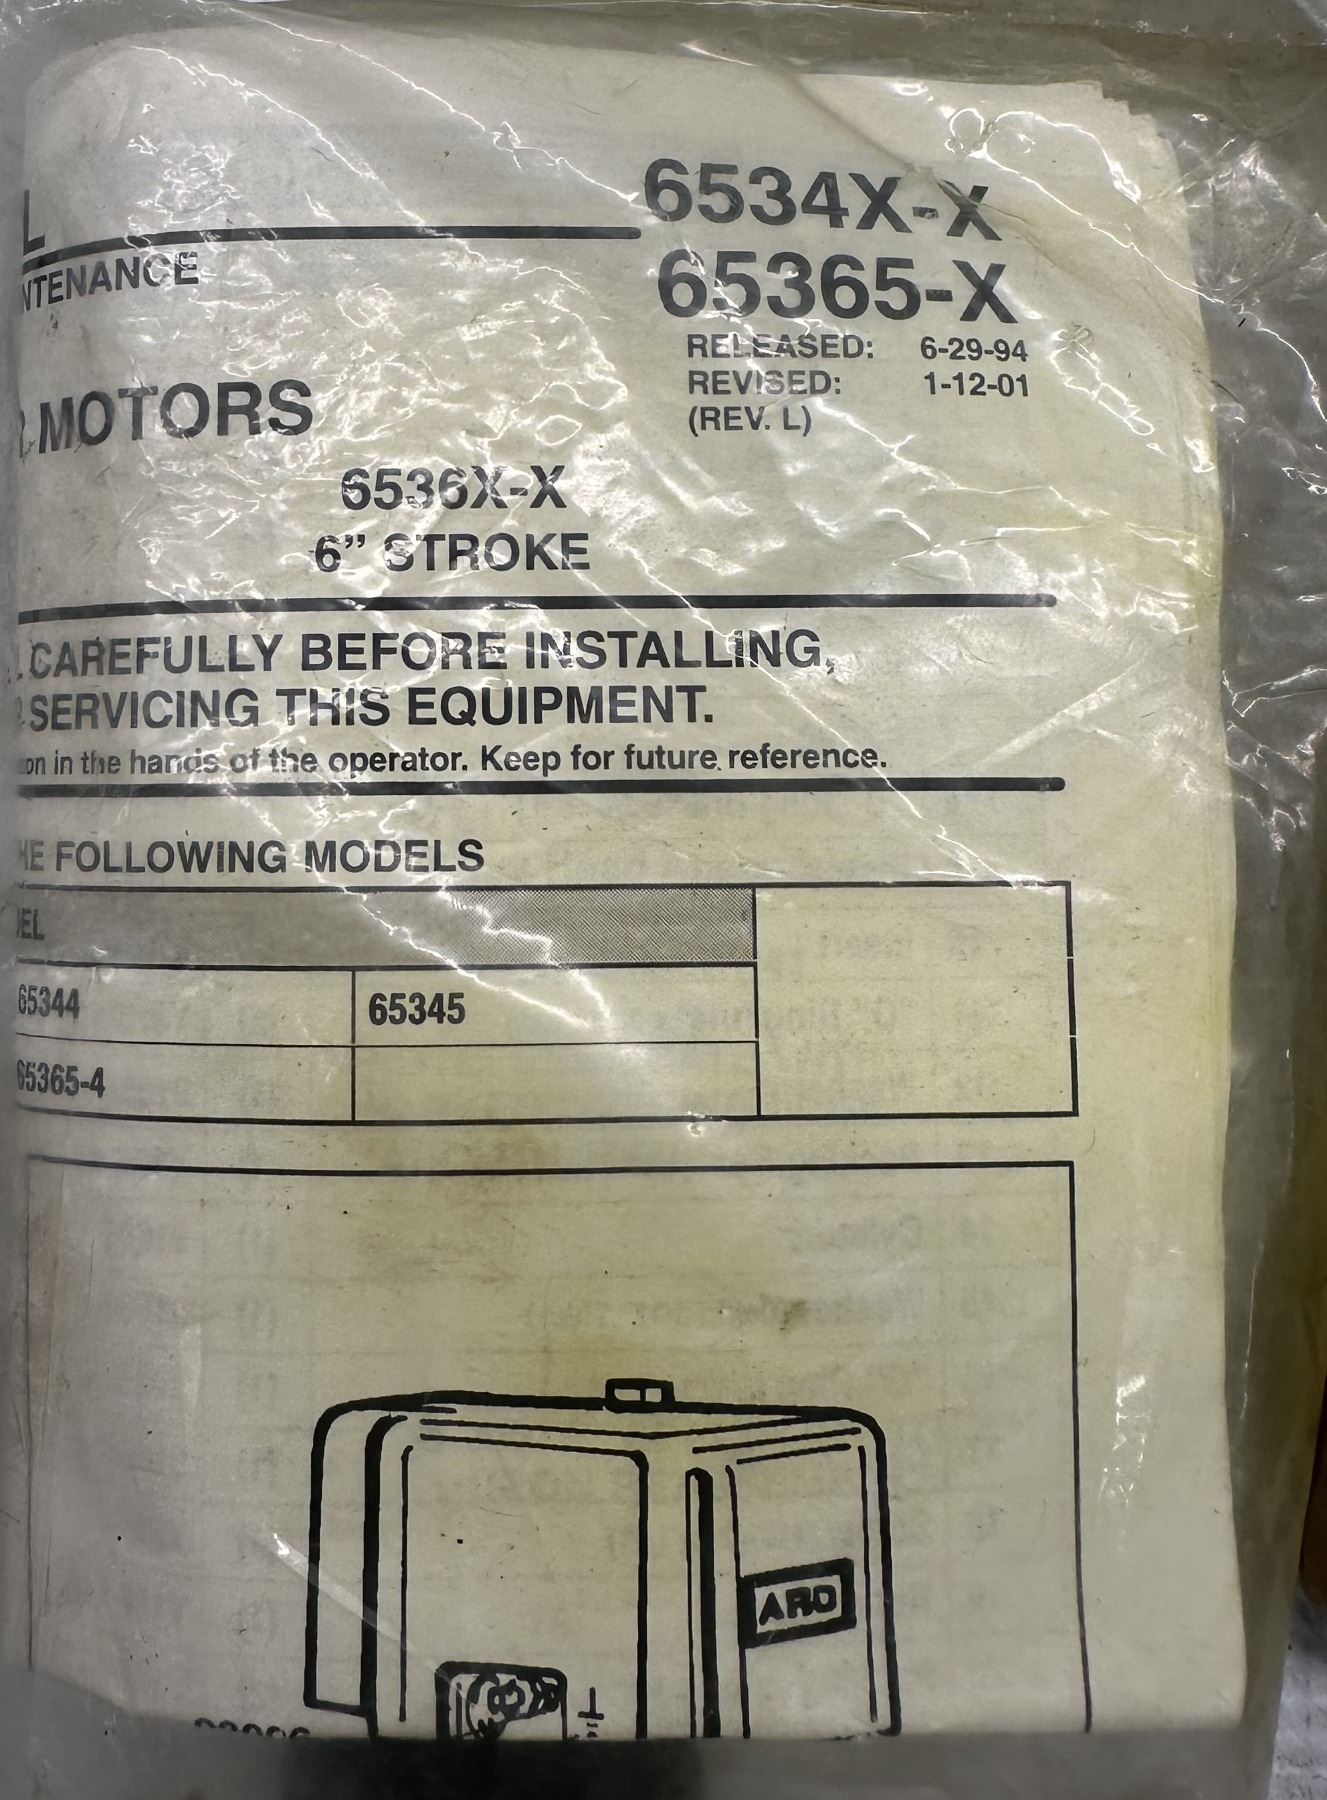 L
6534X-X
NTENANCE
65365-X
RELEASED: 6-29-94
REVISED: 1-12-01
(REV. L)
MOTORS
6536X-X
6” STROKE
CAREFULLY BEFORE INSTALLING,
SERVICING THIS EQUIPMENT.
on in the hands of the operator. Keep for future reference.
HE FOLLOWING MODELS
DEL
65344 65345
65365-4
ARO